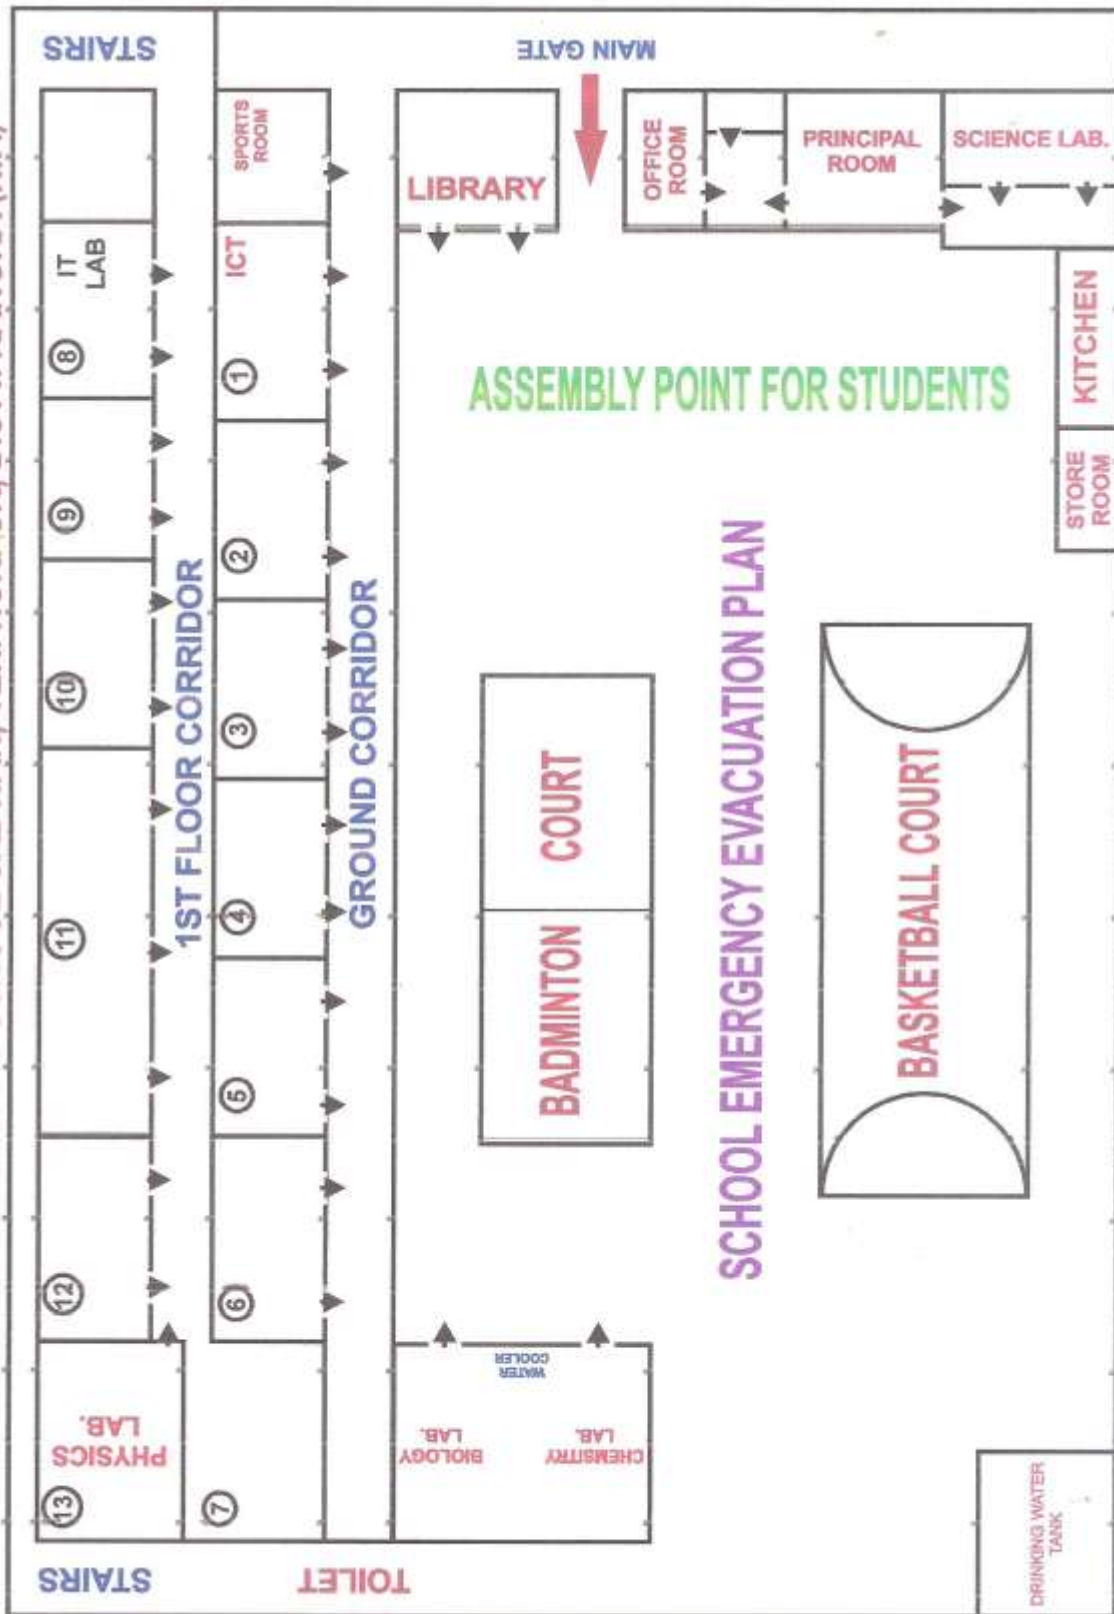 STAIRS
MAIN GATE
SPORTS
ROOM
LIBRARY
OFFICE
ROOM
PRINCIPAL
ROOM
SCIENCE LAB.
IT
LAB
8
ICT
1
KITCHEN
ASSEMBLY POINT FOR STUDENTS
STORE
ROOM
9
2
10
3
11
4
1ST FLOOR CORRIDOR
GROUND CORRIDOR
BADMINTON COURT
SCHOOL EMERGENCY EVACUATION PLAN
BASKETBALL COURT
5
12
6
PHYSICS
LAB.
13
7
WATER
COOLER
BIOLOGY
LAB.
CHEMSITRY
LAB.
DRINKING WATER
TANK
STAIRS
TOILET